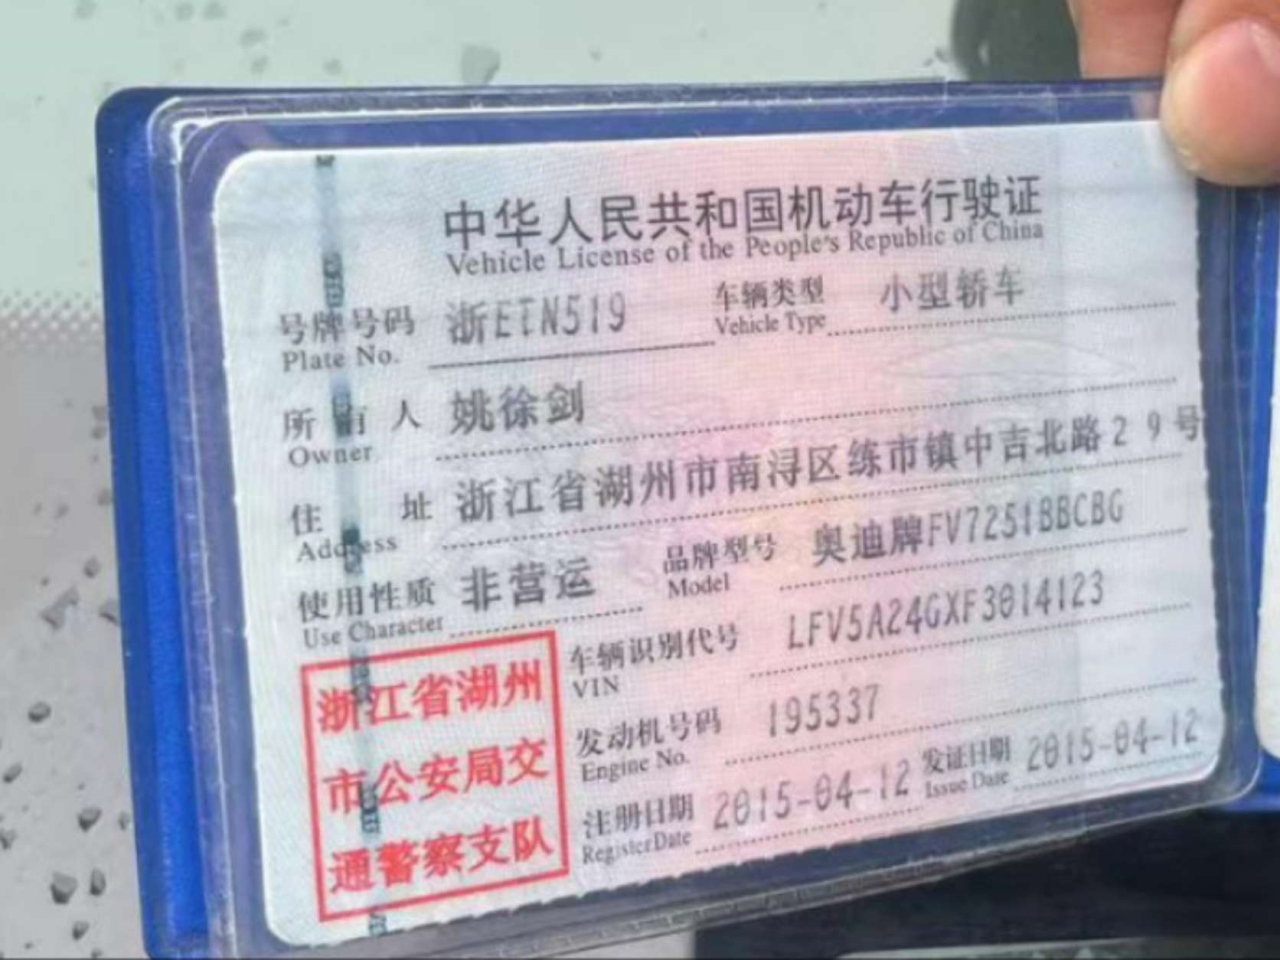 中华人民共和国机动车行驶证
Vehicle License of the People's Republic of China
号牌号码 浙ETN519 车辆类型 小型轿车
Plate No. Vehicle Type
所有人 姚徐剑
Owner
住址 浙江省湖州市南浔区练市镇中吉北路29号
Address
使用性质 非营运 品牌型号 奥迪牌FV7251BBCBG
Use Character Model
车辆识别代号 LFV5A24GXF3014123
VIN
发动机号码 195337
Engine No.
注册日期 2015-04-12 发证日期 2015-04-12
Register Date Issue Date
浙江省湖州
市公安局交
通警察支队